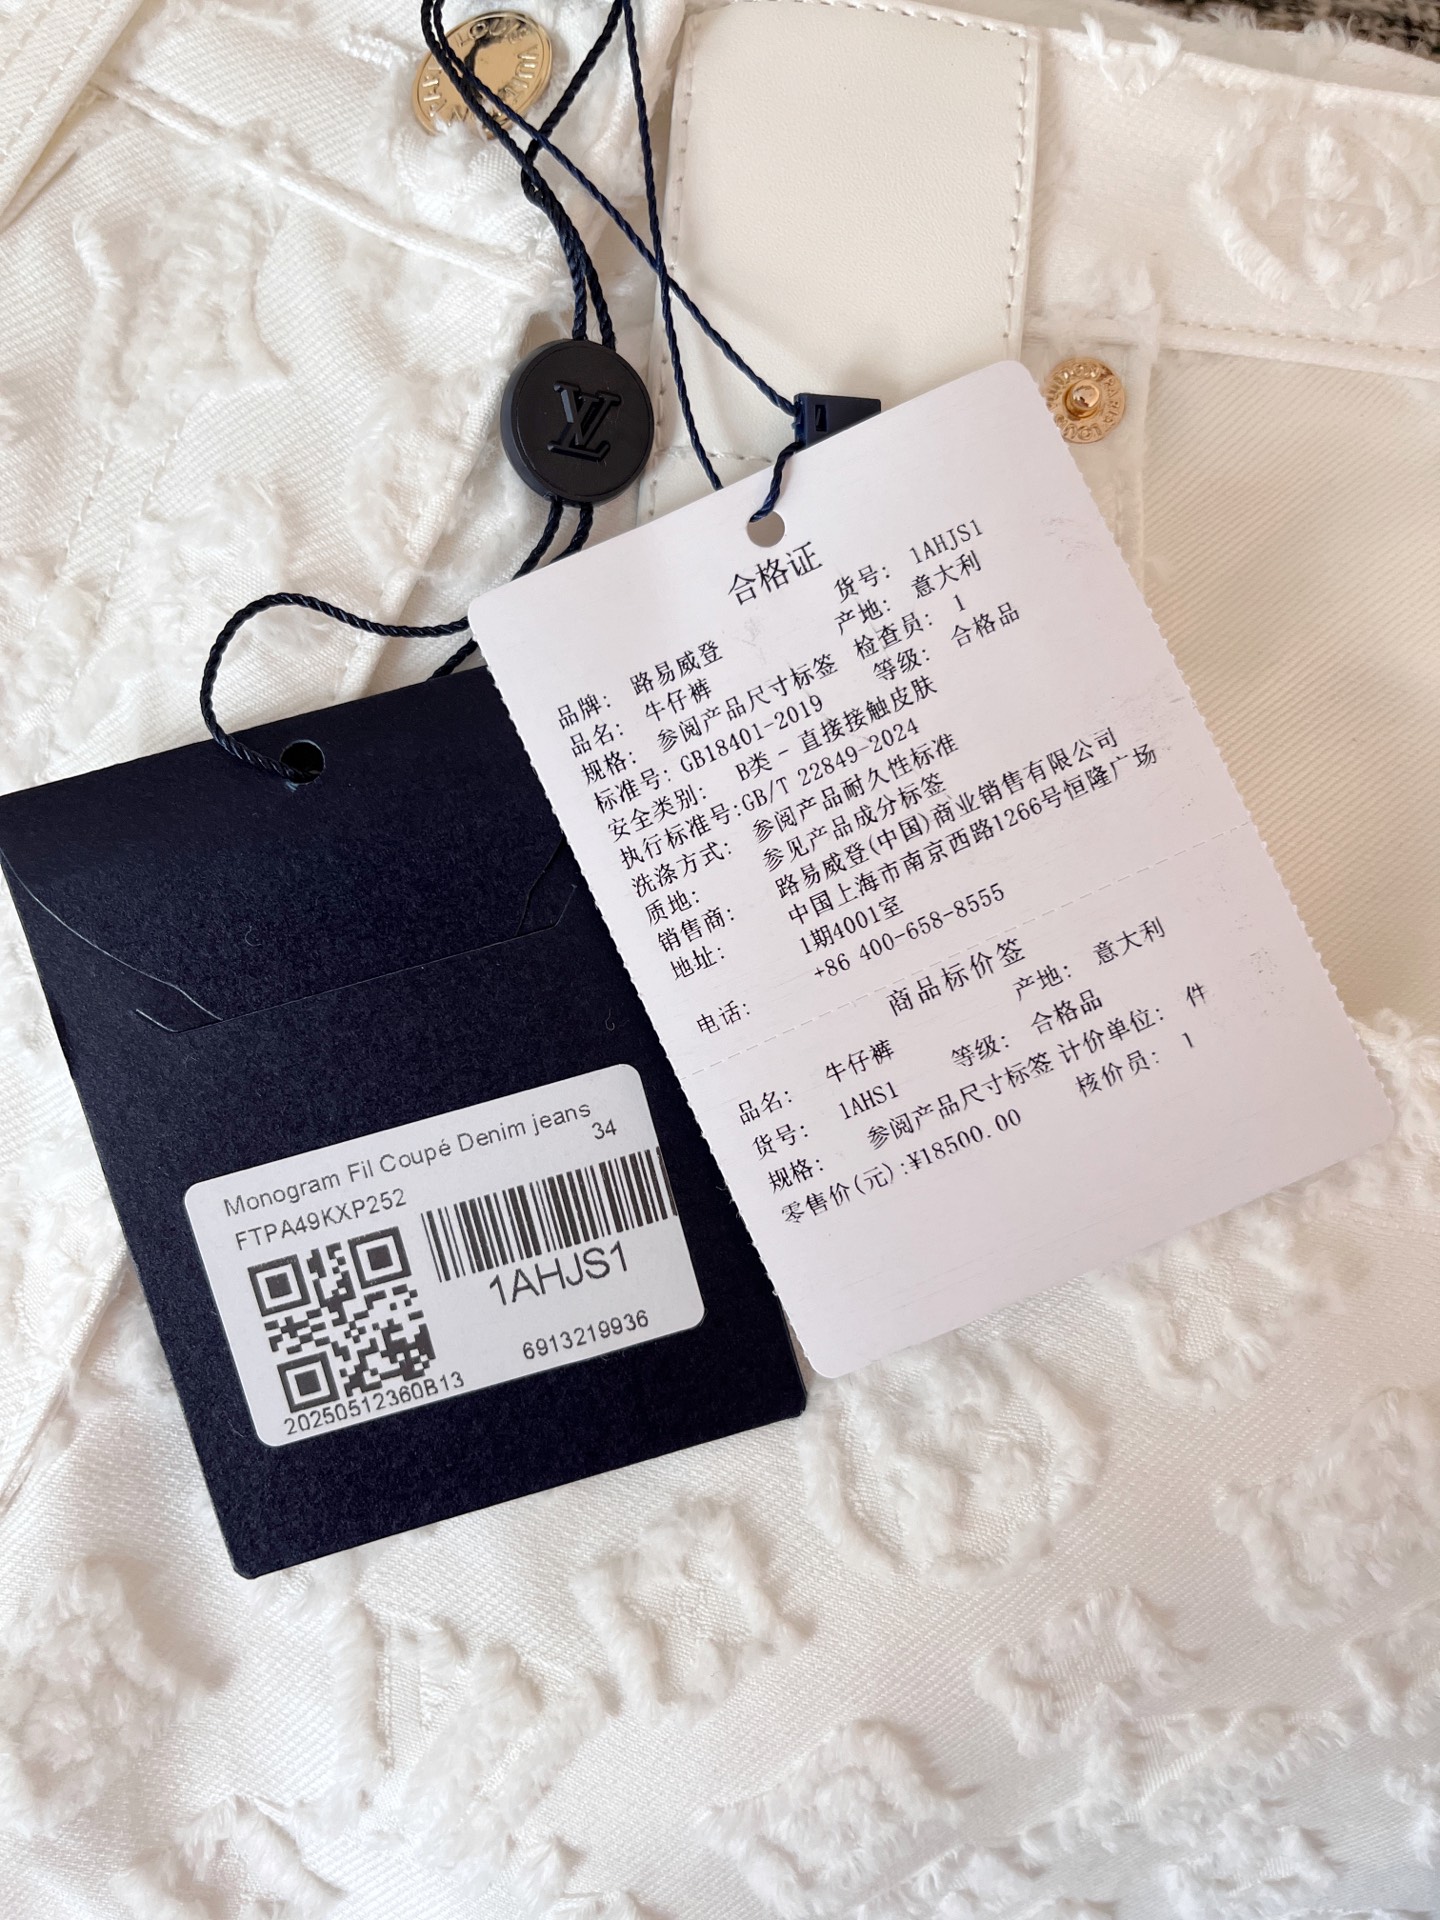 LV
合格证
货号: 1AHJS1
品牌: 路易威登 产地: 意大利
品名: 牛仔裤 检查员: 1
规格: 参阅产品尺寸标签 等级: 合格品
标准号: GB18401-2019
安全类别: B类 - 直接接触皮肤
执行标准号:GB/T 22849-2024
洗涤方式: 参阅产品耐久性标准
质地: 参见产品成分标签
销售商: 路易威登(中国)商业销售有限公司
地址: 中国上海市南京西路1266号恒隆广场
1期4001室
电话: +86 400-658-8555
商品标价签
产地: 意大利
品名: 牛仔裤 等级: 合格品
货号: 1AHS1 计价单位: 件
规格: 参阅产品尺寸标签 核价员: 1
零售价(元):¥18500.00
Monogram Fil Coupé Denim jeans
FTPA49KXP252 34
1AHJS1
6913219936
20250512360B13